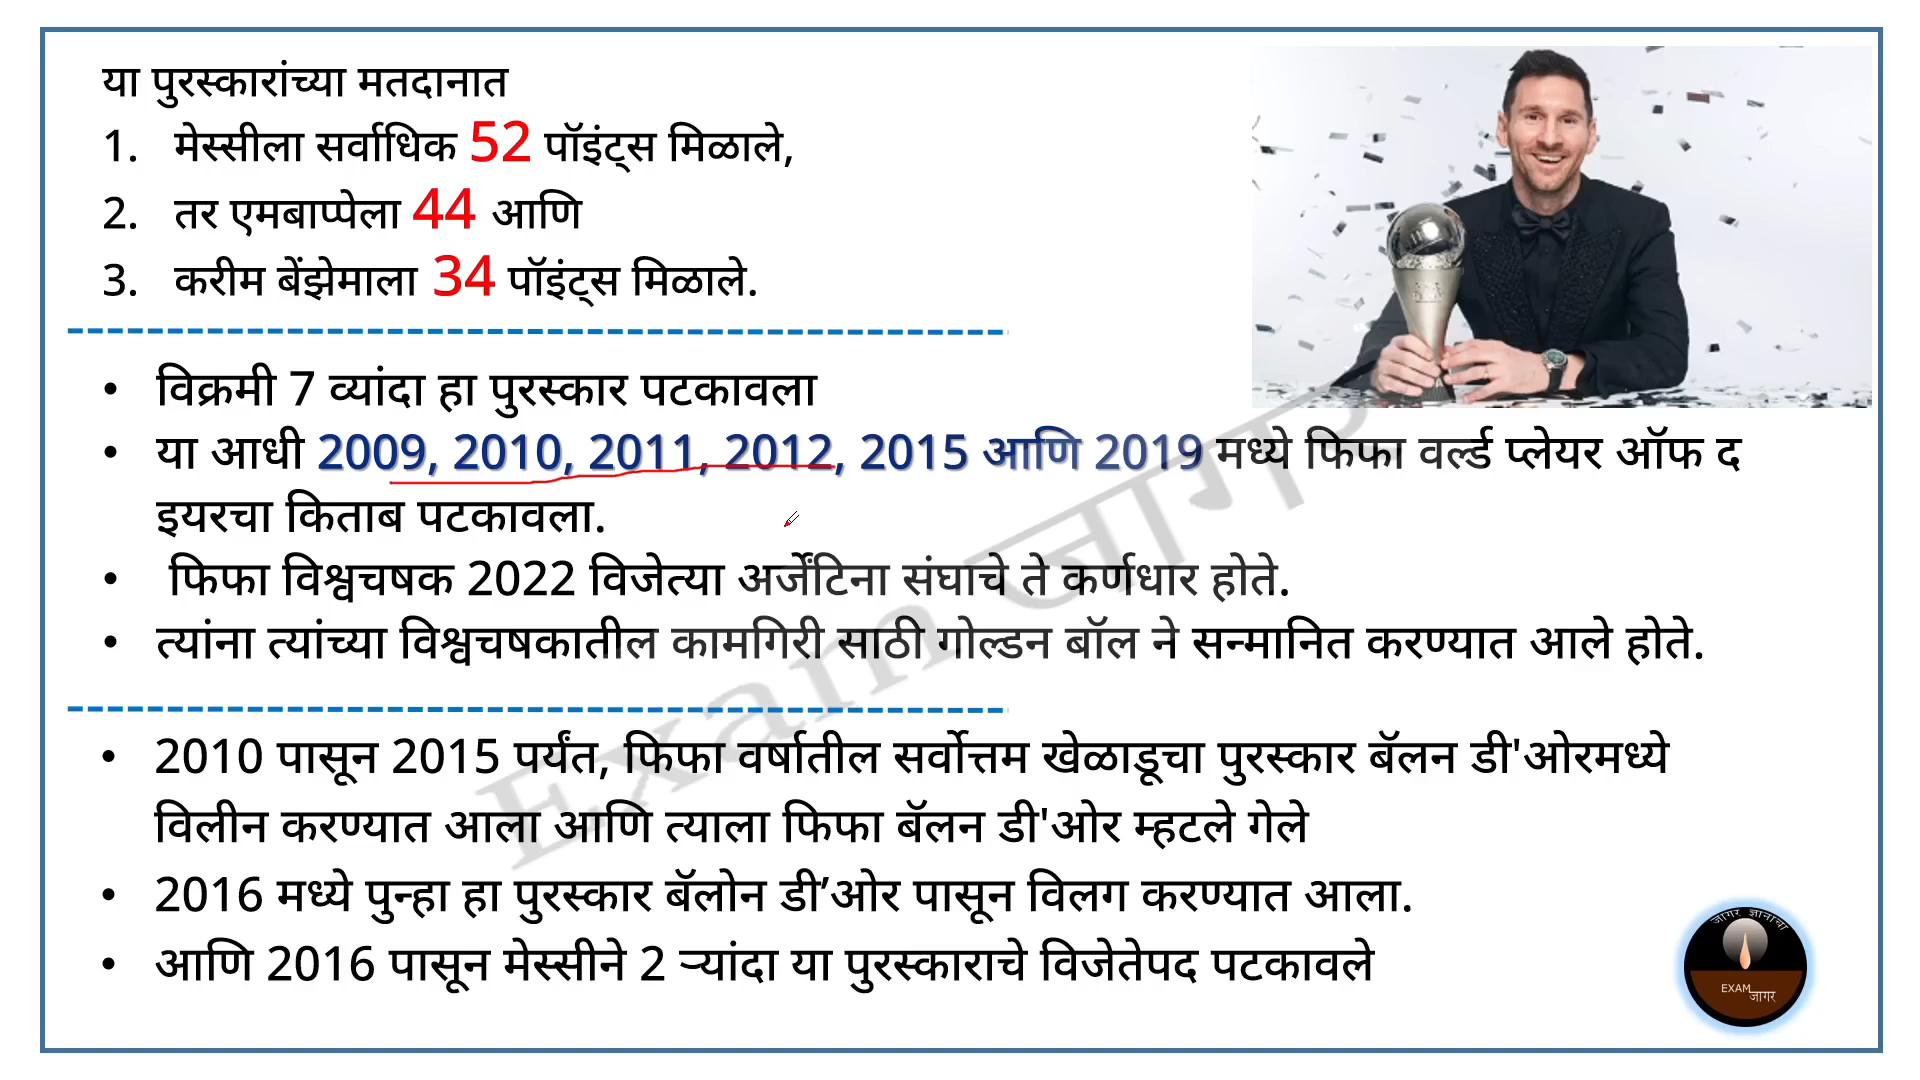 या पुरस्कारांच्या मतदानात
1. मेस्सीला सर्वाधिक 52 पॉइंट्स मिळाले,
2. तर एमबाप्पेला 44 आणि
3. करीम बेंझेमाला 34 पॉइंट्स मिळाले.
• विक्रमी 7 व्यांदा हा पुरस्कार पटकावला
• या आधी 2009, 2010, 2011, 2012, 2015 आणि 2019 मध्ये फिफा वर्ल्ड प्लेयर ऑफ द
इयरचा किताब पटकावला.
• फिफा विश्वचषक 2022 विजेत्या अर्जेंटिना संघाचे ते कर्णधार होते.
• त्यांना त्यांच्या विश्वचषकातील कामगिरी साठी गोल्डन बॉल ने सन्मानित करण्यात आले होते.
• 2010 पासून 2015 पर्यंत, फिफा वर्षातील सर्वोत्तम खेळाडूचा पुरस्कार बॅलन डी'ओरमध्ये
विलीन करण्यात आला आणि त्याला फिफा बॅलन डी'ओर म्हटले गेले
• 2016 मध्ये पुन्हा हा पुरस्कार बॅलोन डी’ओर पासून विलग करण्यात आला.
• आणि 2016 पासून मेस्सीने 2 ऱ्यांदा या पुरस्काराचे विजेतेपद पटकावले
Exam जागर
जागर ज्ञानाचा
EXAM जागर